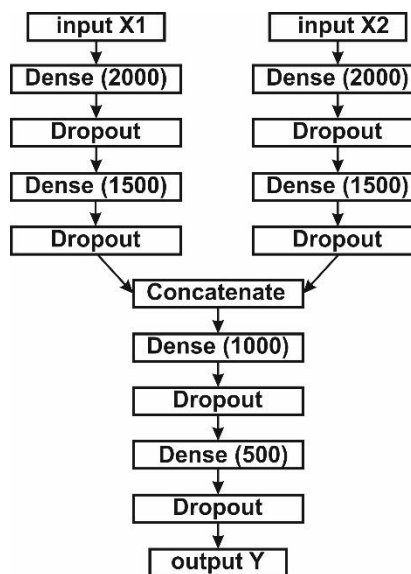 input X1
input X2
Dense (2000)
Dense (2000)
Dropout
Dropout
Dense (1500)
Dense (1500)
Dropout
Dropout
Concatenate
Dense (1000)
Dropout
Dense (500)
Dropout
output Y